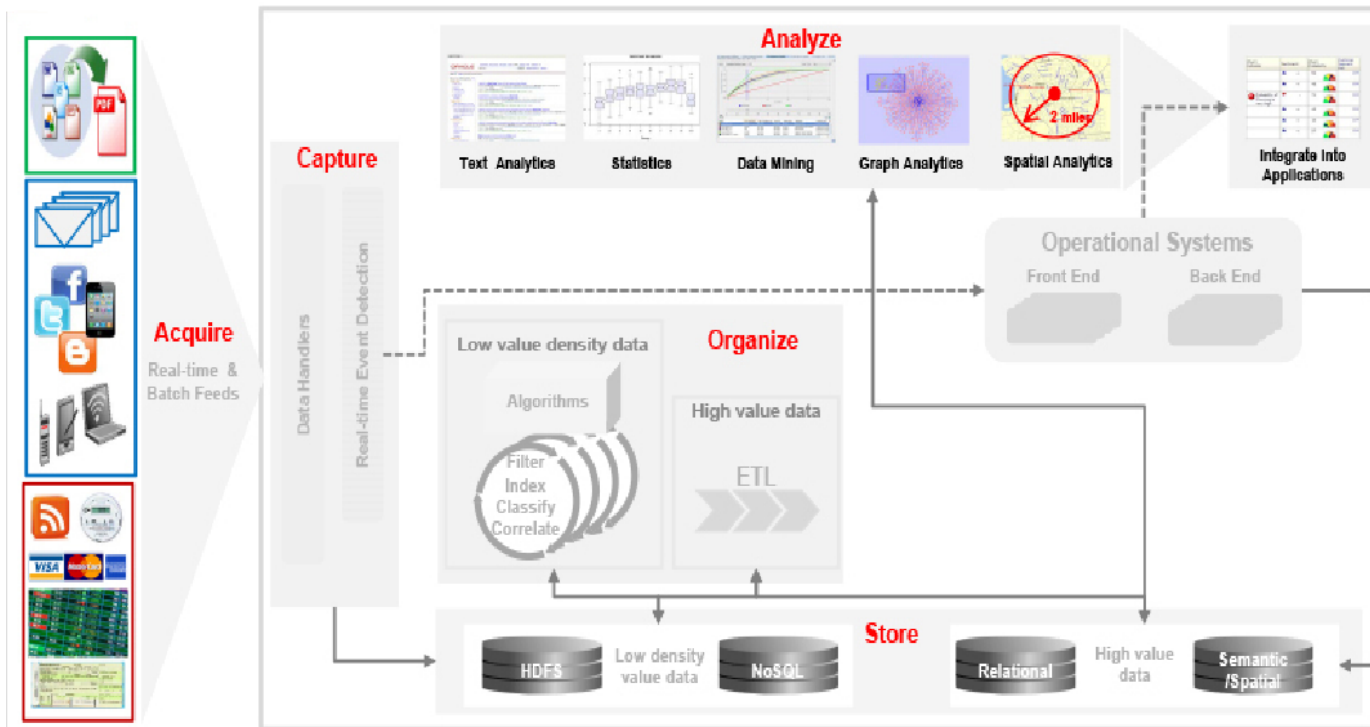 Analyze
ORACLE
2 miles
Text Analytics
Statistics
Data Mining
Graph Analytics
Spatial Analytics
Integrate Into
Applications
PDF
Capture
Data Handlers
Real-time Event Detection
Acquire
Real-time &
Batch Feeds
Operational Systems
Front End
Back End
Organize
Low value density data
Algorithms
Filter
Index
Classify
Correlate
High value data
ETL
VISA
MasterCard
Store
HDFS
Low density
value data
NoSQL
Relational
High value
data
Semantic
/Spatial